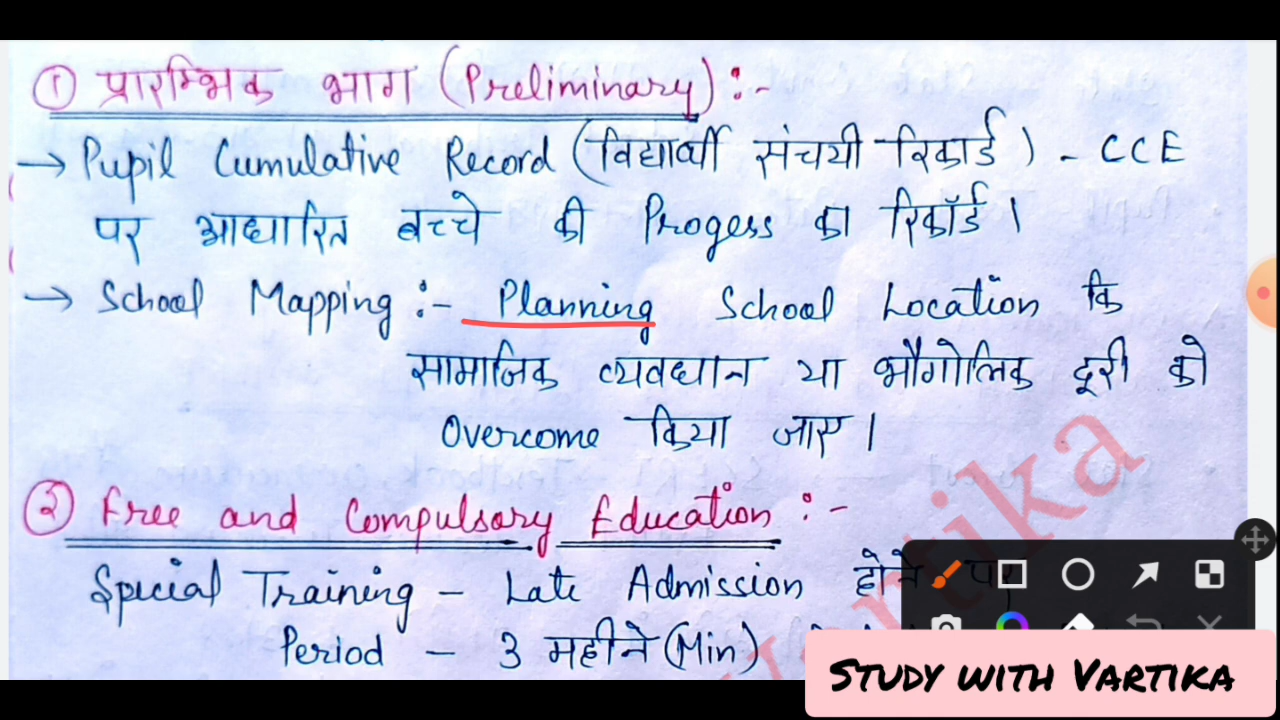 ① प्रारम्भिक भाग (Preliminary) :-
→ Pupil Cumulative Record (विद्यार्थी संचयी रिकार्ड) - CCE
पर आधारित बच्चे की Progess का रिकॉर्ड।
→ School Mapping :- Planning School Location कि
सामाजिक व्यवधान या भौगोलिक दूरी को
Overcome किया जाए।
② Free and Compulsory Education :-
Special Training - Late Admission होने पर
Period - 3 महीने (Min)
Study with Vartika